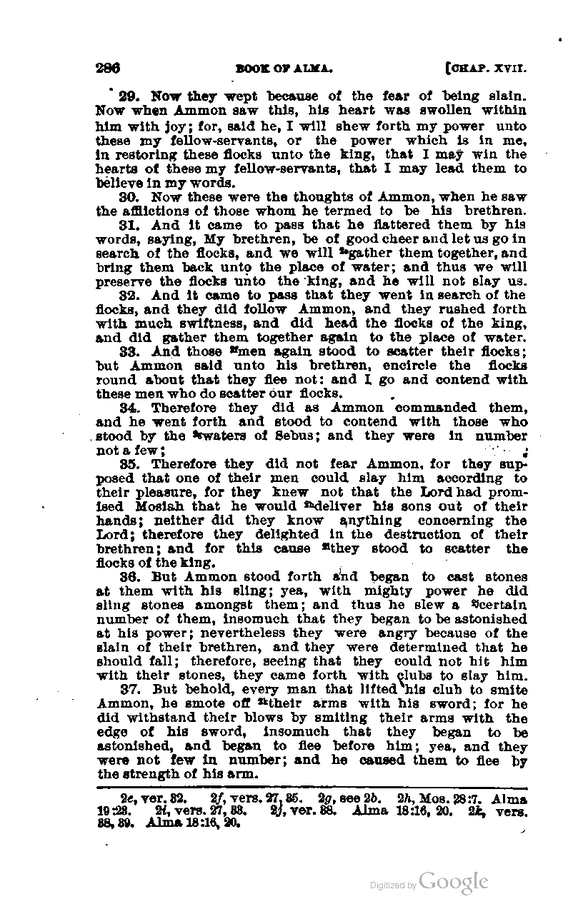 286 BOOK OF ALMA. [CHAP. XVII.
29. Now they wept because of the fear of being slain.
Now when Ammon saw this, his heart was swollen within
him with joy; for, said he, I will shew forth my power unto
these my fellow-servants, or the power which is in me,
in restoring these flocks unto the king, that I may win the
hearts of these my fellow-servants, that I may lead them to
believe in my words.
30. Now these were the thoughts of Ammon, when he saw
the afflictions of those whom he termed to be his brethren.
31. And it came to pass that he flattered them by his
words, saying, My brethren, be of good cheer and let us go in
search of the flocks, and we will 2egather them together, and
bring them back unto the place of water; and thus we will
preserve the flocks unto the king, and he will not slay us.
32. And it came to pass that they went in search of the
flocks, and they did follow Ammon, and they rushed forth
with much swiftness, and did head the flocks of the king,
and did gather them together again to the place of water.
33. And those 2fmen again stood to scatter their flocks;
but Ammon said unto his brethren, encircle the flocks
round about that they flee not: and I go and contend with
these men who do scatter our flocks.
34. Therefore they did as Ammon commanded them,
and he went forth and stood to contend with those who
stood by the 2gwaters of Sebus; and they were in number
not a few;
35. Therefore they did not fear Ammon, for they sup-
posed that one of their men could slay him according to
their pleasure, for they knew not that the Lord had prom-
ised Mosiah that he would 2hdeliver his sons out of their
hands; neither did they know anything concerning the
Lord; therefore they delighted in the destruction of their
brethren; and for this cause 2ithey stood to scatter the
flocks of the king.
36. But Ammon stood forth and began to cast stones
at them with his sling; yea, with mighty power he did
sling stones amongst them; and thus he slew a 2jcertain
number of them, insomuch that they began to be astonished
at his power; nevertheless they were angry because of the
slain of their brethren, and they were determined that he
should fall; therefore, seeing that they could not hit him
with their stones, they came forth with clubs to slay him.
37. But behold, every man that lifted his club to smite
Ammon, he smote off 2ktheir arms with his sword; for he
did withstand their blows by smiting their arms with the
edge of his sword, insomuch that they began to be
astonished, and began to flee before him; yea, and they
were not few in number; and he caused them to flee by
the strength of his arm.
2e, ver. 32. 2f, vers. 27, 35. 2g, see 2b. 2h, Mos. 28:7. Alma
19:23. 2i, vers. 27, 33. 2j, ver. 38. Alma 18:16, 20. 2k, vers.
38, 39. Alma 18:16, 20.
Digitized by Google